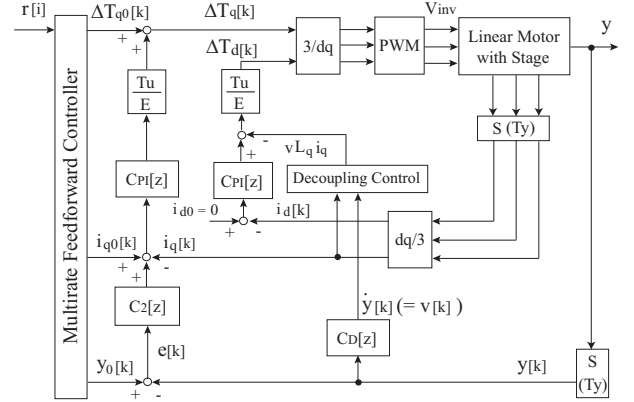 r[i]
ΔTq0[k]
ΔTq[k]
Vinv
y
+
+
ΔTd[k]
3/dq
PWM
Linear Motor
with Stage
Tu
E
Tu
E
S (Ty)
+
-
v Lq iq
CPI[z]
CPI[z]
Decoupling Control
id0 = 0
id[k]
+
-
dq/3
iq0[k]
iq[k]
+
-
+
C2[z]
ẏ[k] (= v[k])
CD[z]
e[k]
y0[k]
y[k]
S
(Ty)
+
-
Multirate Feedforward Controller